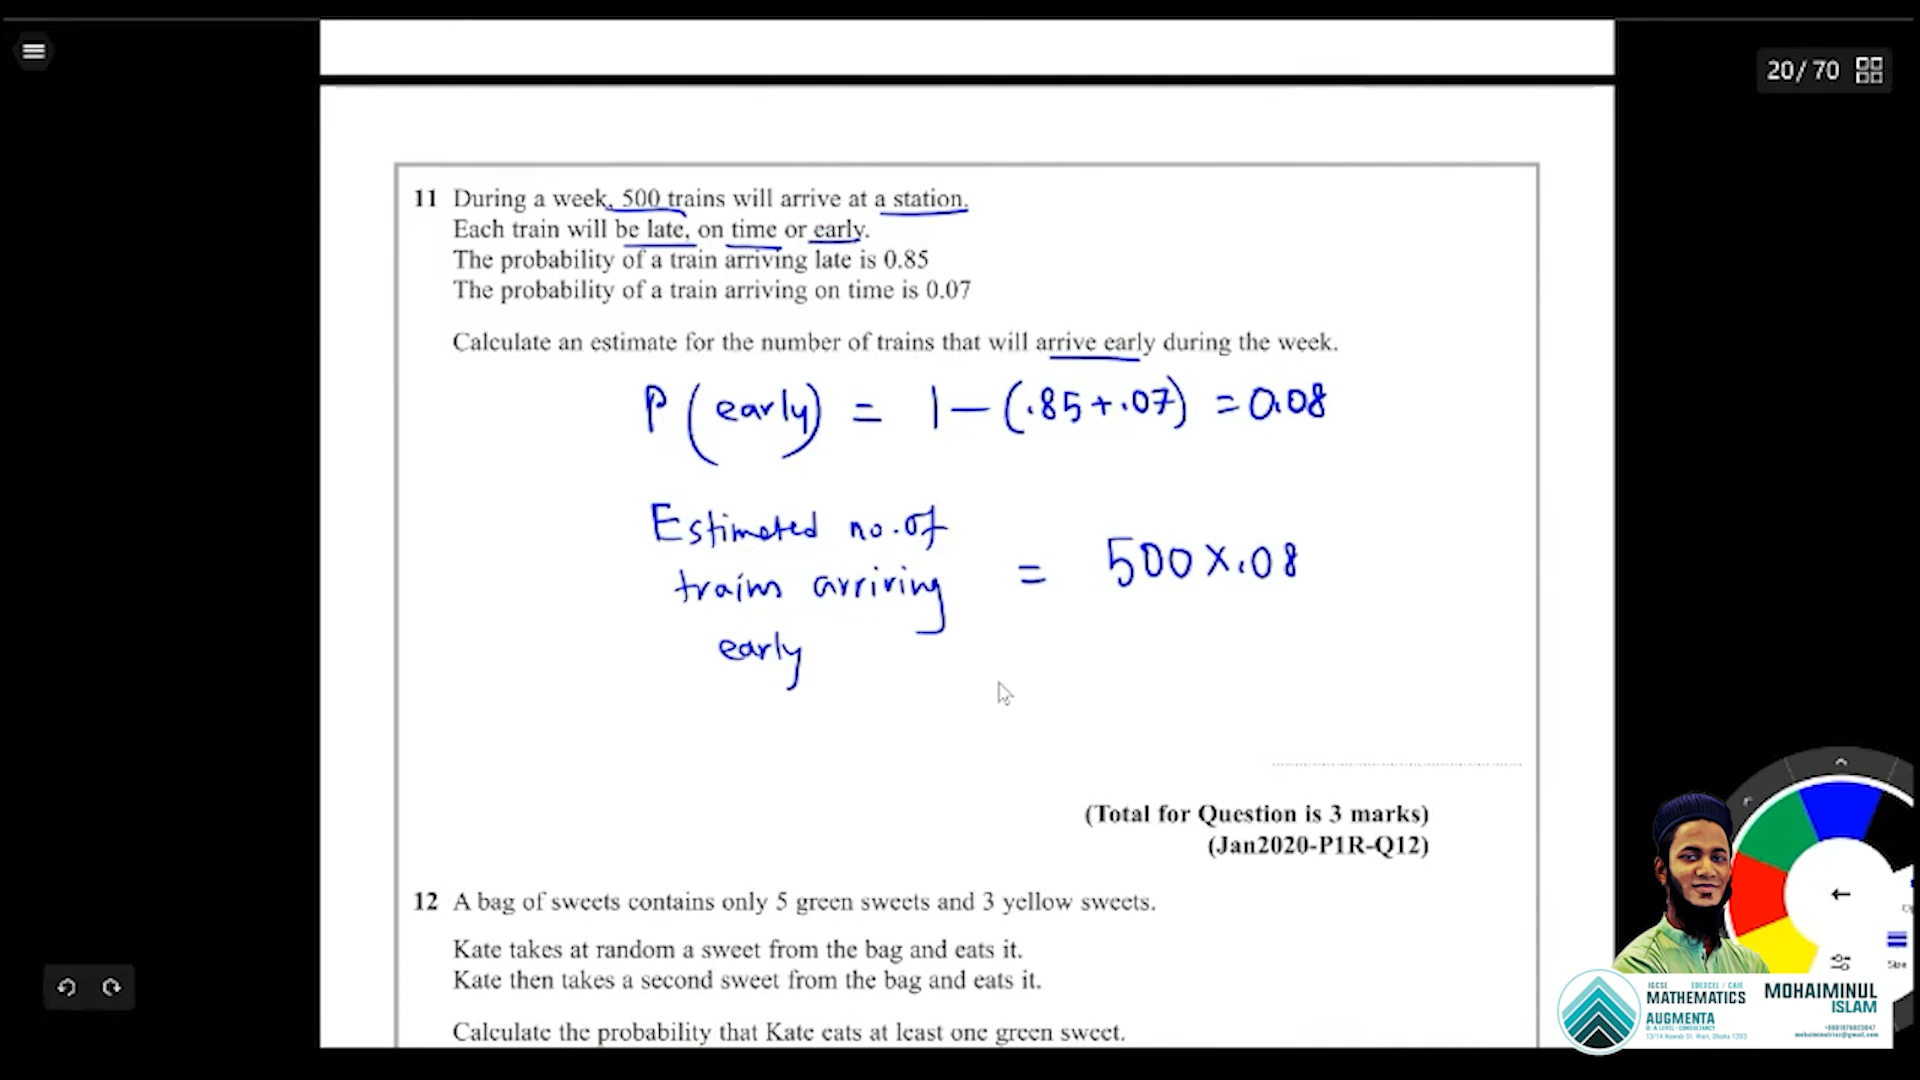 20/ 70
11 During a week, 500 trains will arrive at a station.
Each train will be late, on time or early.
The probability of a train arriving late is 0.85
The probability of a train arriving on time is 0.07
Calculate an estimate for the number of trains that will arrive early during the week.
P (early) = 1 - (.85+.07) = 0.08
Estimated no. of
trains arriving = 500 x .08
early
(Total for Question is 3 marks)
(Jan2020-P1R-Q12)
12 A bag of sweets contains only 5 green sweets and 3 yellow sweets.
Kate takes at random a sweet from the bag and eats it.
Kate then takes a second sweet from the bag and eats it.
Calculate the probability that Kate eats at least one green sweet.
Size
IGCSE EDEXCEL / CAIE
MATHEMATICS
AUGMENTA
MOHAIMINUL
ISLAM